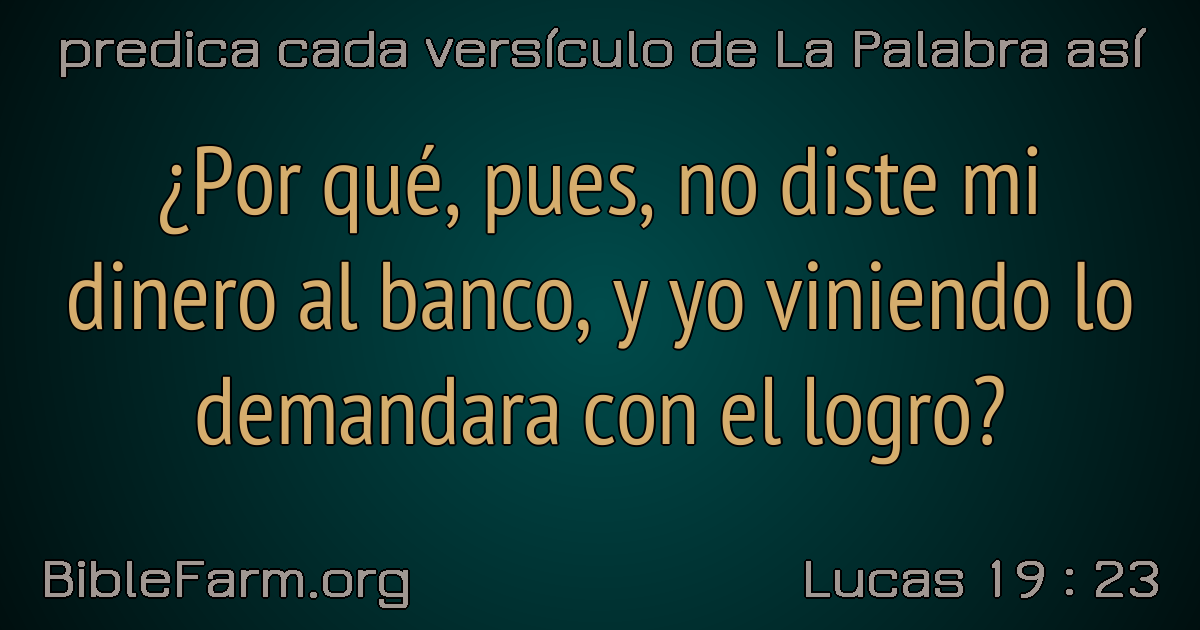 predica cada versículo de La Palabra así
¿Por qué, pues, no diste mi
dinero al banco, y yo viniendo lo
demandara con el logro?
BibleFarm.org
Lucas 19 : 23